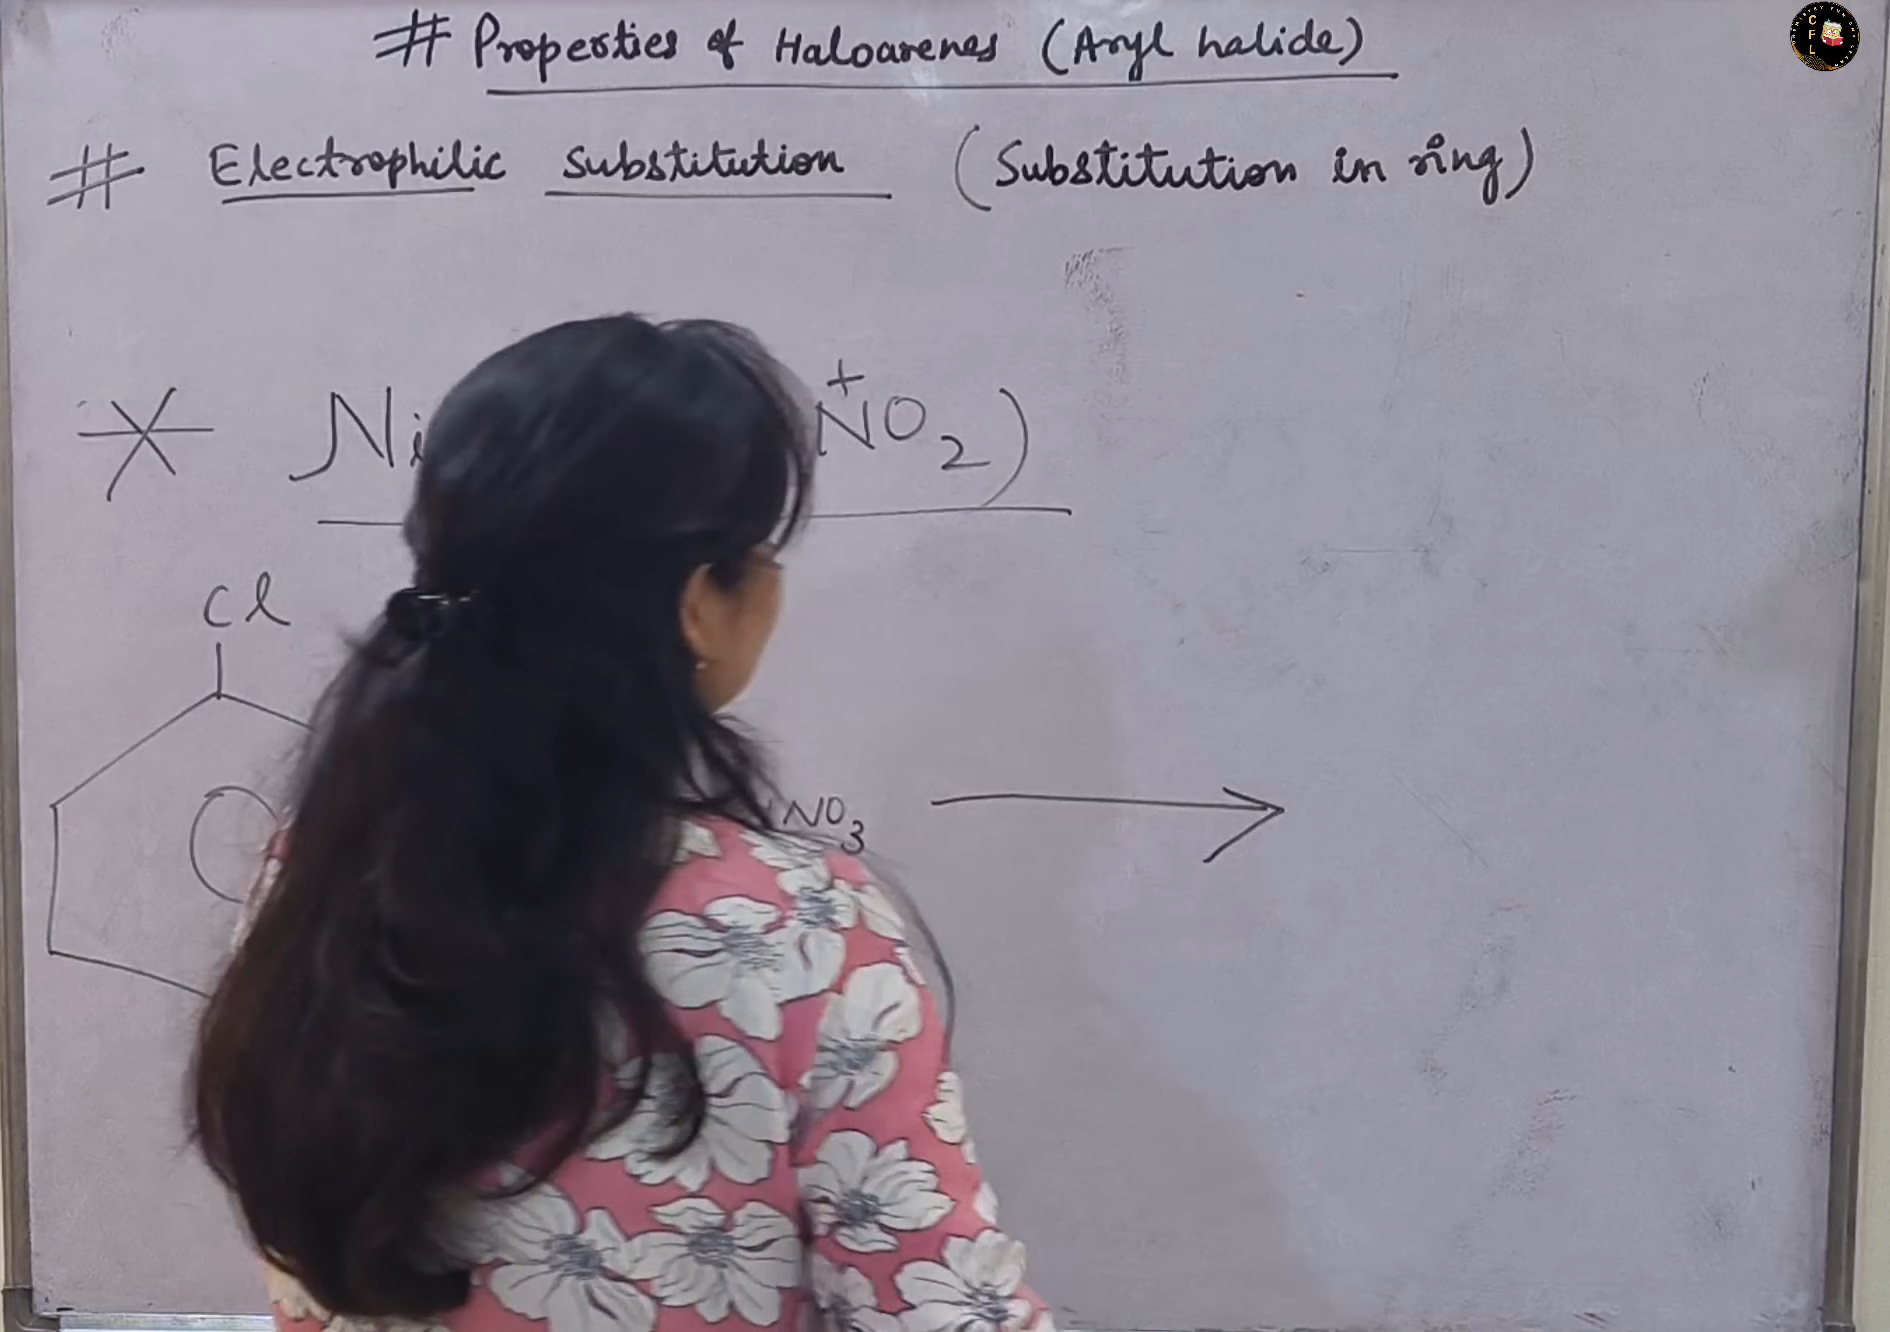 # Properties of Haloarenes (Aryl halide)
# Electrophilic substitution (Substitution in ring)
Ni NO₂⁺)
Cl
NO₃